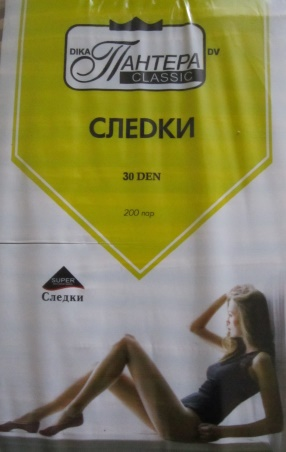 DIKA ПАНТЕРА DV
CLASSIC
СЛЕДКИ
30 DEN
200 пар
SUPER
Следки